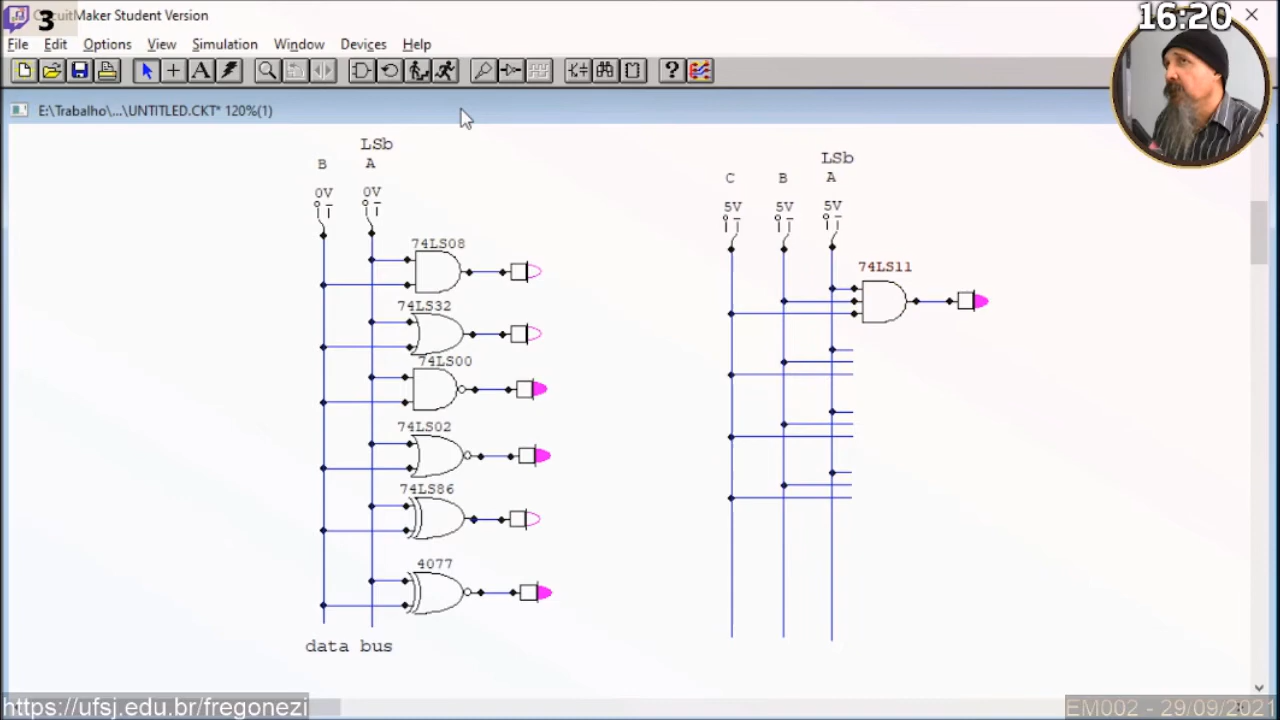 3
CircuitMaker Student Version
16:20
File Edit Options View Simulation Window Devices Help
E:\Trabalho\...\UNTITLED.CKT* 120%(1)
LSb
B A
0V 0V
74LS08
74LS32
74LS00
74LS02
74LS86
4077
data bus
LSb
C B A
5V 5V 5V
74LS11
https://ufsj.edu.br/fregonezi
EM002 - 29/09/2021